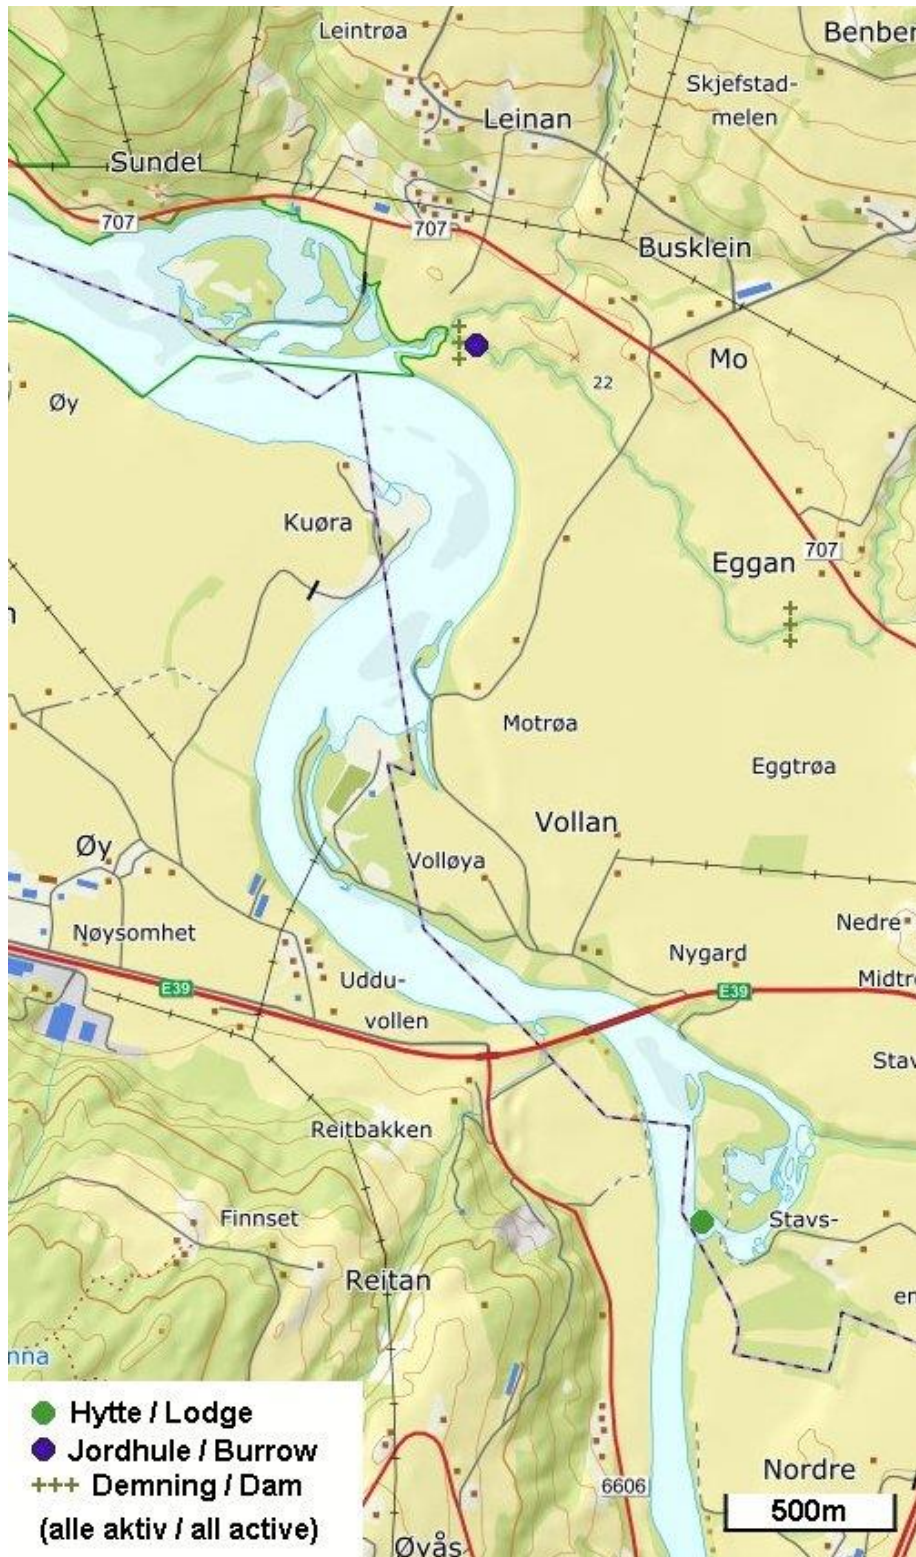 Leintrøa
Benber
Skjefstad-
melen
Leinan
Sundet
707
707
Busklein
Mo
22
Øy
Kuøra
Eggan
707
n
Motrøa
Eggtrøa
Vollan
Øy
Volløya
Nøysomhet
Nedre
Nygard
E39
Uddu-
vollen
E39
Midtre
Stav
Reitbakken
Finnset
Stavs-
Reitan
en
nna
Hytte / Lodge
Jordhule / Burrow
Demning / Dam
(alle aktiv / all active)
6606
Nordre
500m
Øvås